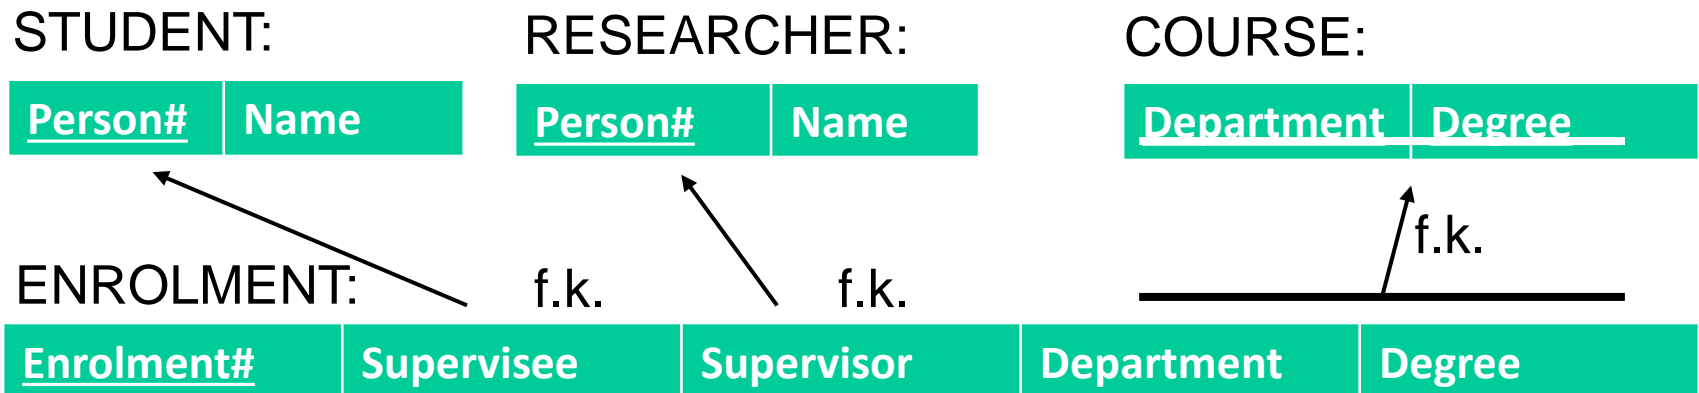 STUDENT: RESEARCHER: COURSE:
Person# Name Person# Name Department Degree
f.k.
ENROLMENT: f.k. f.k.
Enrolment# Supervisee Supervisor Department Degree